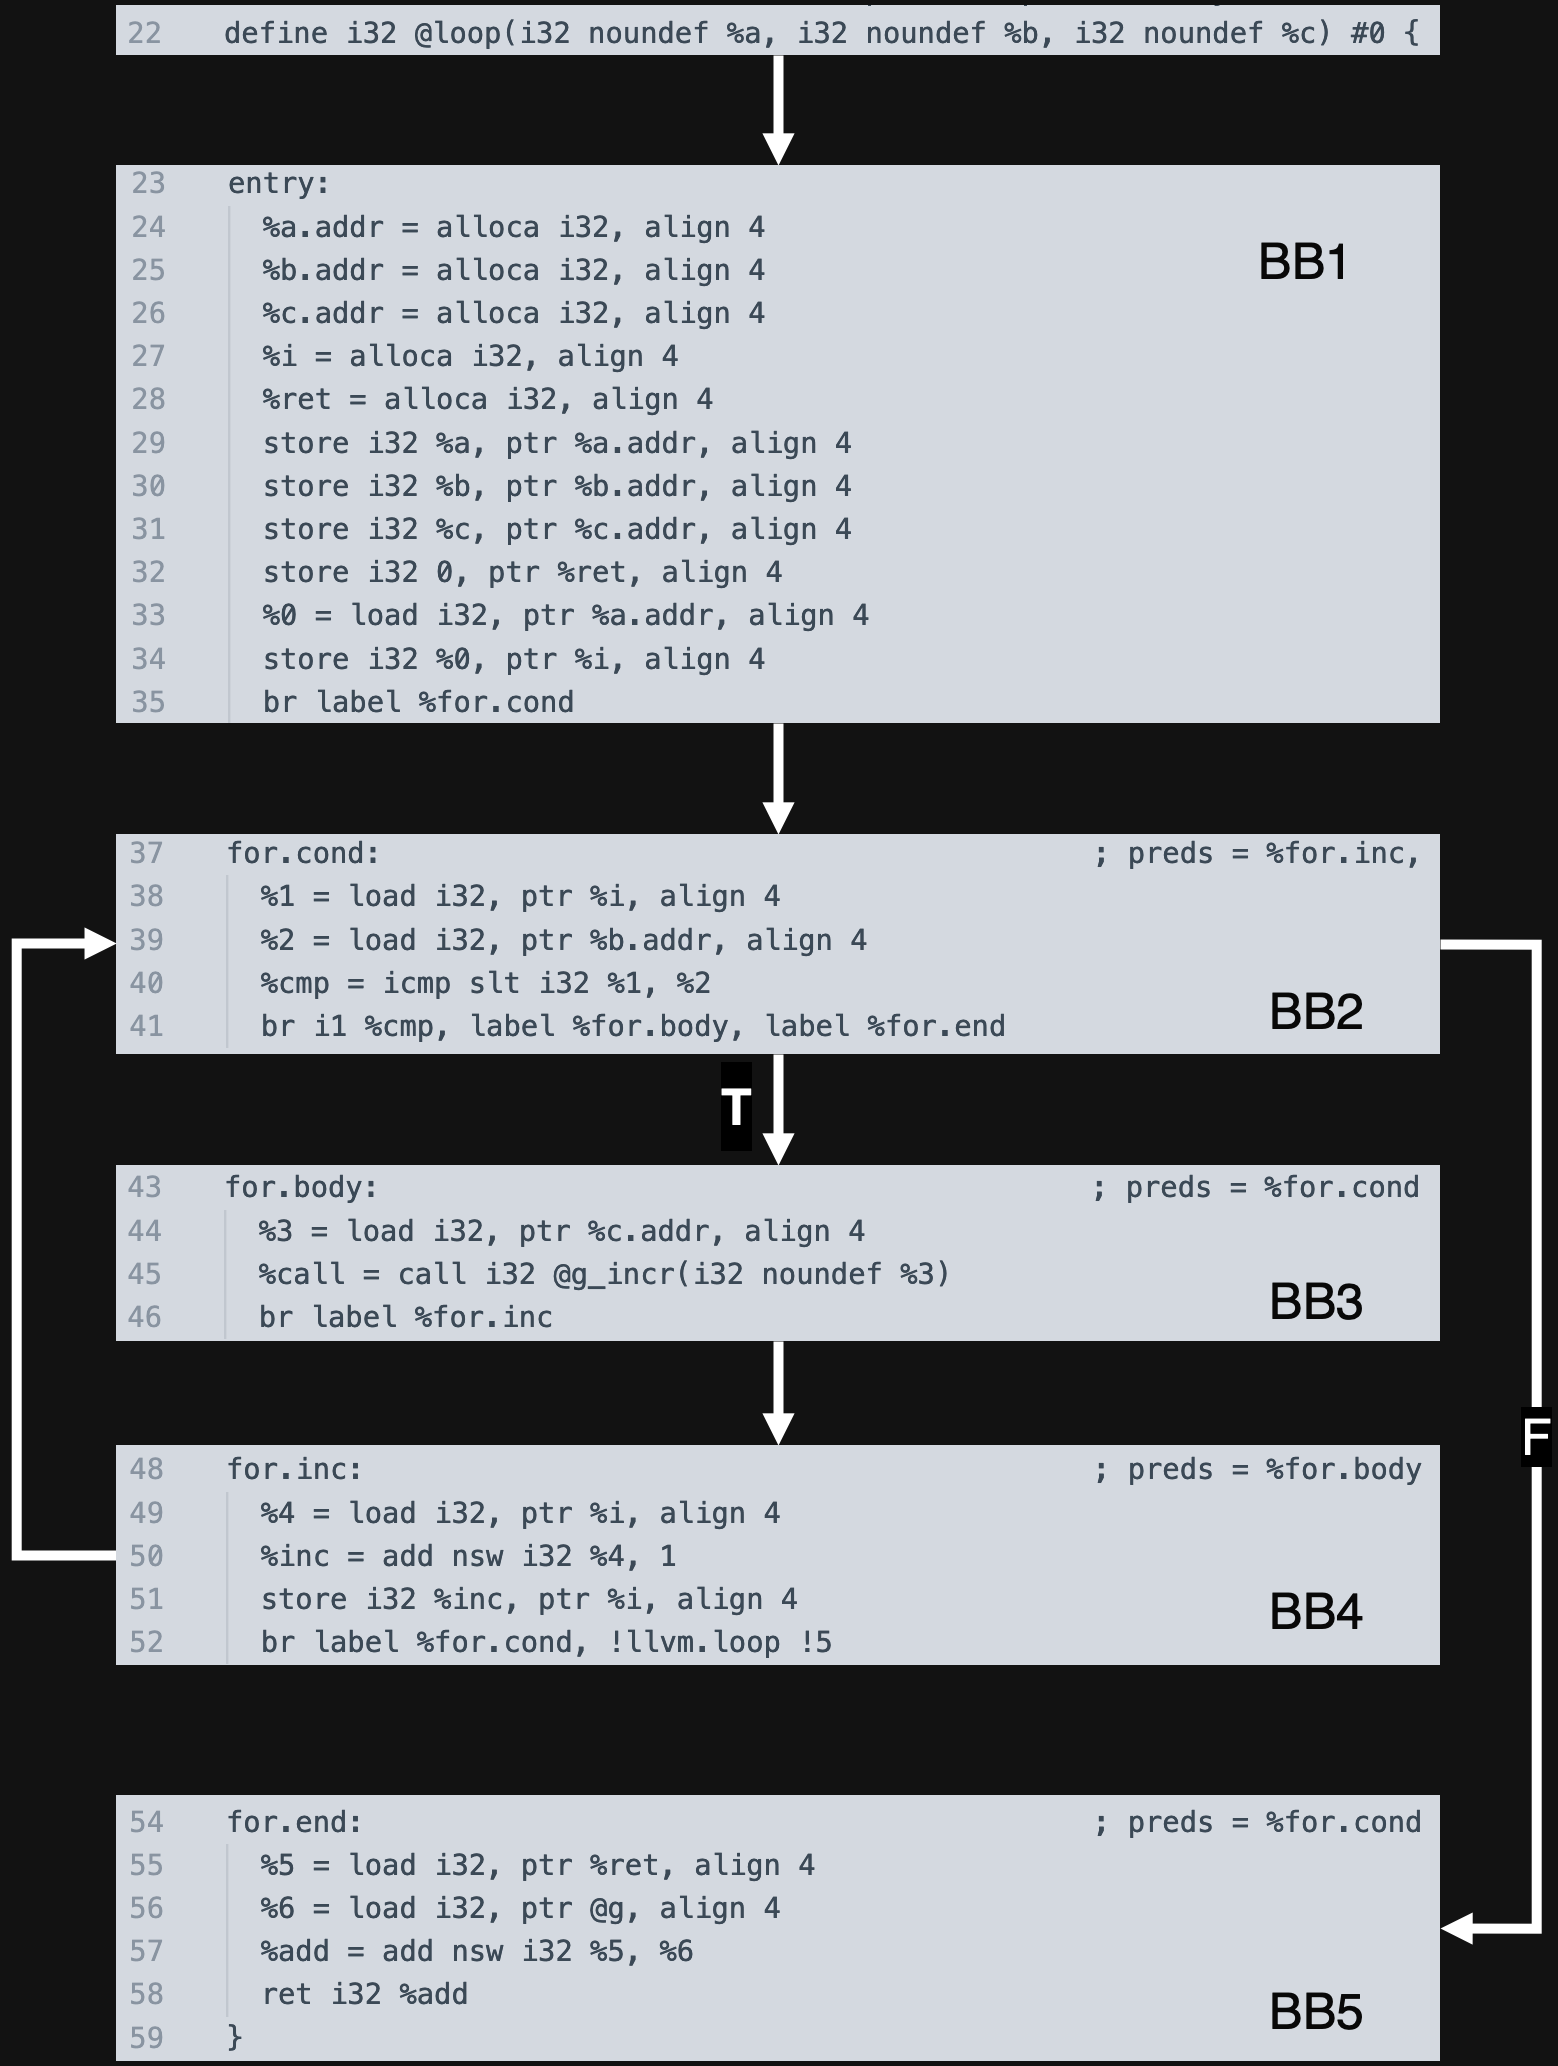 22 define i32 @loop(i32 noundef %a, i32 noundef %b, i32 noundef %c) #0 {
23 entry:
24 %a.addr = alloca i32, align 4
25 %b.addr = alloca i32, align 4
BB1
26 %c.addr = alloca i32, align 4
27 %i = alloca i32, align 4
28 %ret = alloca i32, align 4
29 store i32 %a, ptr %a.addr, align 4
30 store i32 %b, ptr %b.addr, align 4
31 store i32 %c, ptr %c.addr, align 4
32 store i32 0, ptr %ret, align 4
33 %0 = load i32, ptr %a.addr, align 4
34 store i32 %0, ptr %i, align 4
35 br label %for.cond
37 for.cond: ; preds = %for.inc,
38 %1 = load i32, ptr %i, align 4
39 %2 = load i32, ptr %b.addr, align 4
40 %cmp = icmp slt i32 %1, %2
BB2
41 br i1 %cmp, label %for.body, label %for.end
T
43 for.body: ; preds = %for.cond
44 %3 = load i32, ptr %c.addr, align 4
45 %call = call i32 @g_incr(i32 noundef %3)
BB3
46 br label %for.inc
F
48 for.inc: ; preds = %for.body
49 %4 = load i32, ptr %i, align 4
50 %inc = add nsw i32 %4, 1
51 store i32 %inc, ptr %i, align 4
BB4
52 br label %for.cond, !llvm.loop !5
54 for.end: ; preds = %for.cond
55 %5 = load i32, ptr %ret, align 4
56 %6 = load i32, ptr @g, align 4
57 %add = add nsw i32 %5, %6
58 ret i32 %add
BB5
59 }